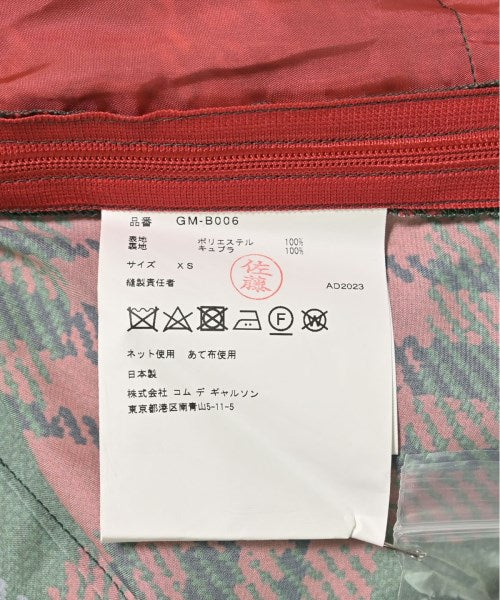 品番 GM-B006
表地 ポリエステル 100%
裏地 キュプラ 100%
サイズ XS
佐藤
縫製責任者 AD2023
F W
ネット使用 あて布使用
日本製
株式会社 コム デ ギャルソン
東京都港区南青山5-11-5